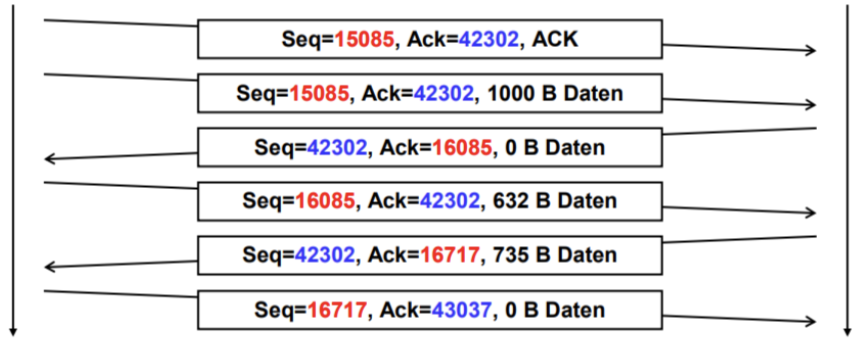 Seq=15085, Ack=42302, ACK
Seq=15085, Ack=42302, 1000 B Daten
Seq=42302, Ack=16085, 0 B Daten
Seq=16085, Ack=42302, 632 B Daten
Seq=42302, Ack=16717, 735 B Daten
Seq=16717, Ack=43037, 0 B Daten